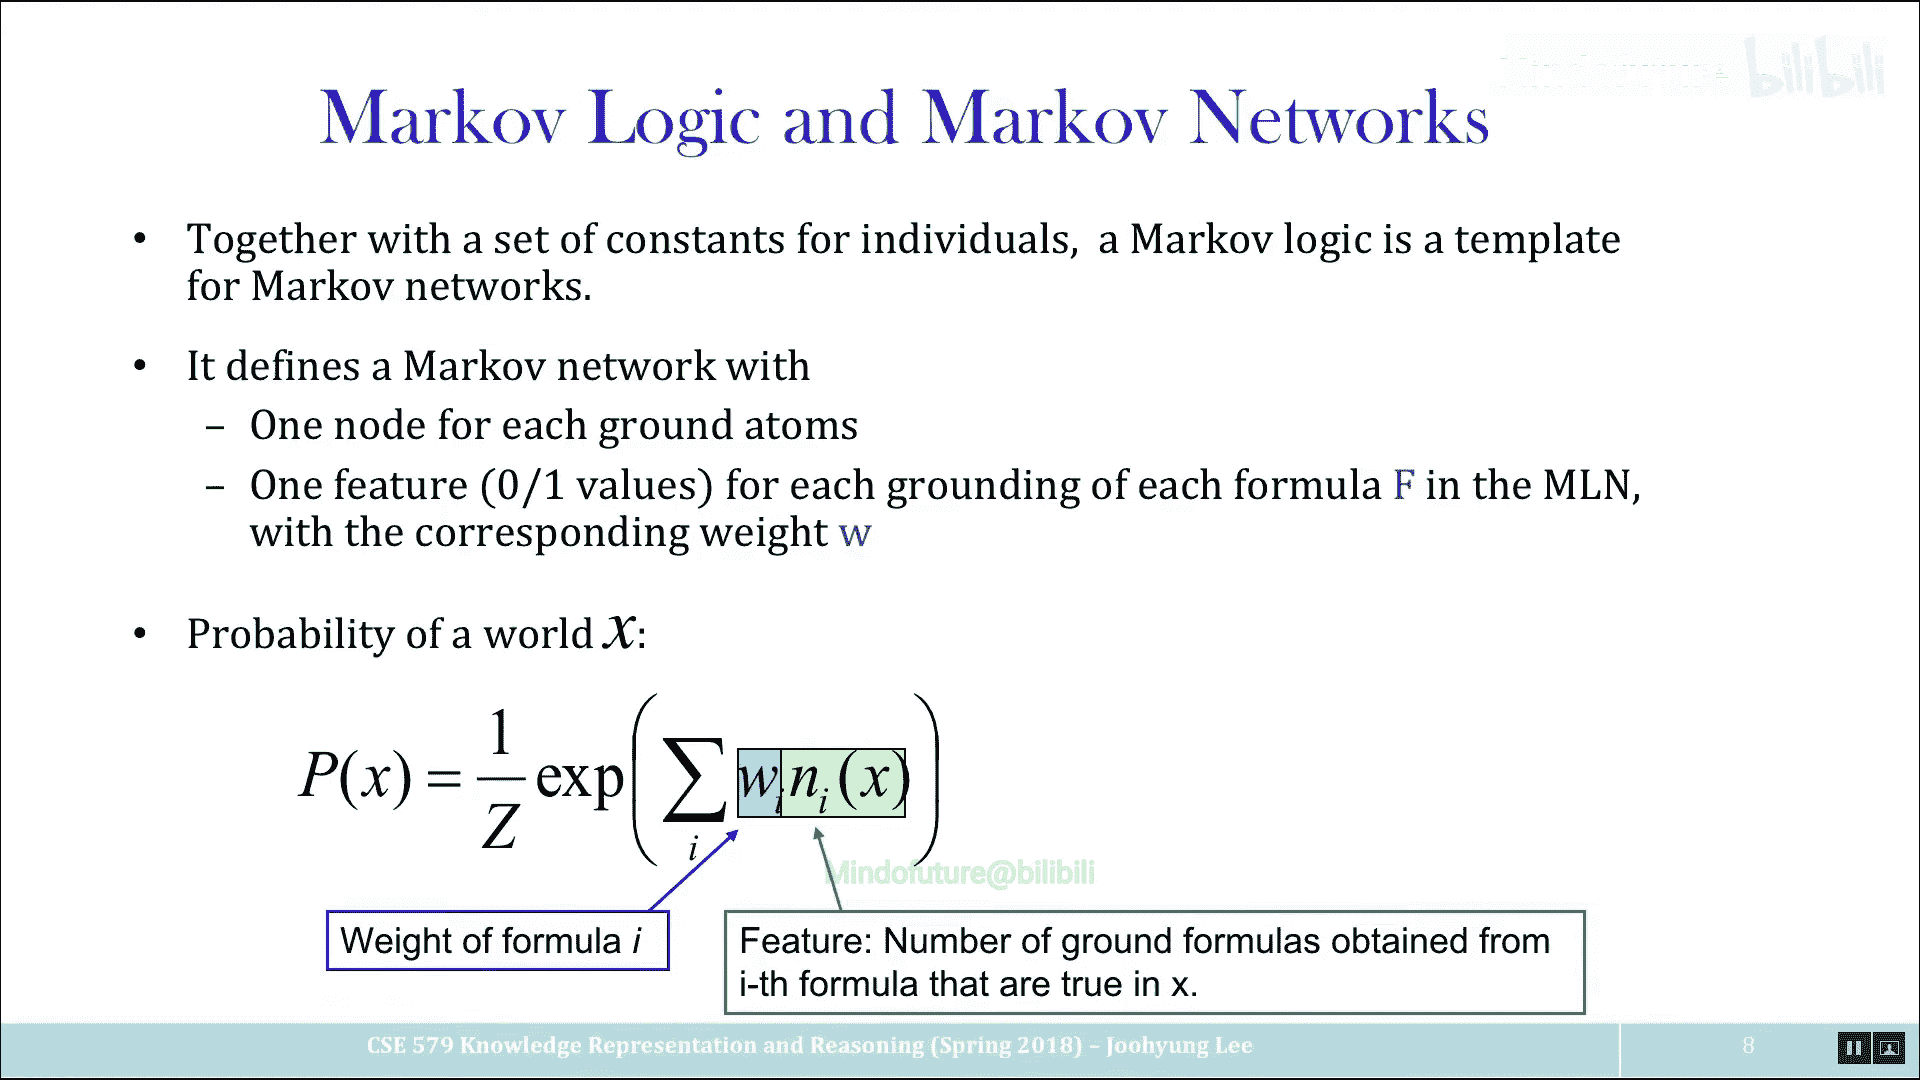 bilibili
Markov Logic and Markov Networks
• Together with a set of constants for individuals, a Markov logic is a template
for Markov networks.
• It defines a Markov network with
– One node for each ground atoms
– One feature (0/1 values) for each grounding of each formula F in the MLN,
with the corresponding weight w
• Probability of a world x:
P(x) = 1/Z exp(∑_i w_i n_i(x))
Mindofuture@bilibili
Weight of formula i
Feature: Number of ground formulas obtained from
i-th formula that are true in x.
CSE 579 Knowledge Representation and Reasoning (Spring 2018) – Joohyung Lee
8